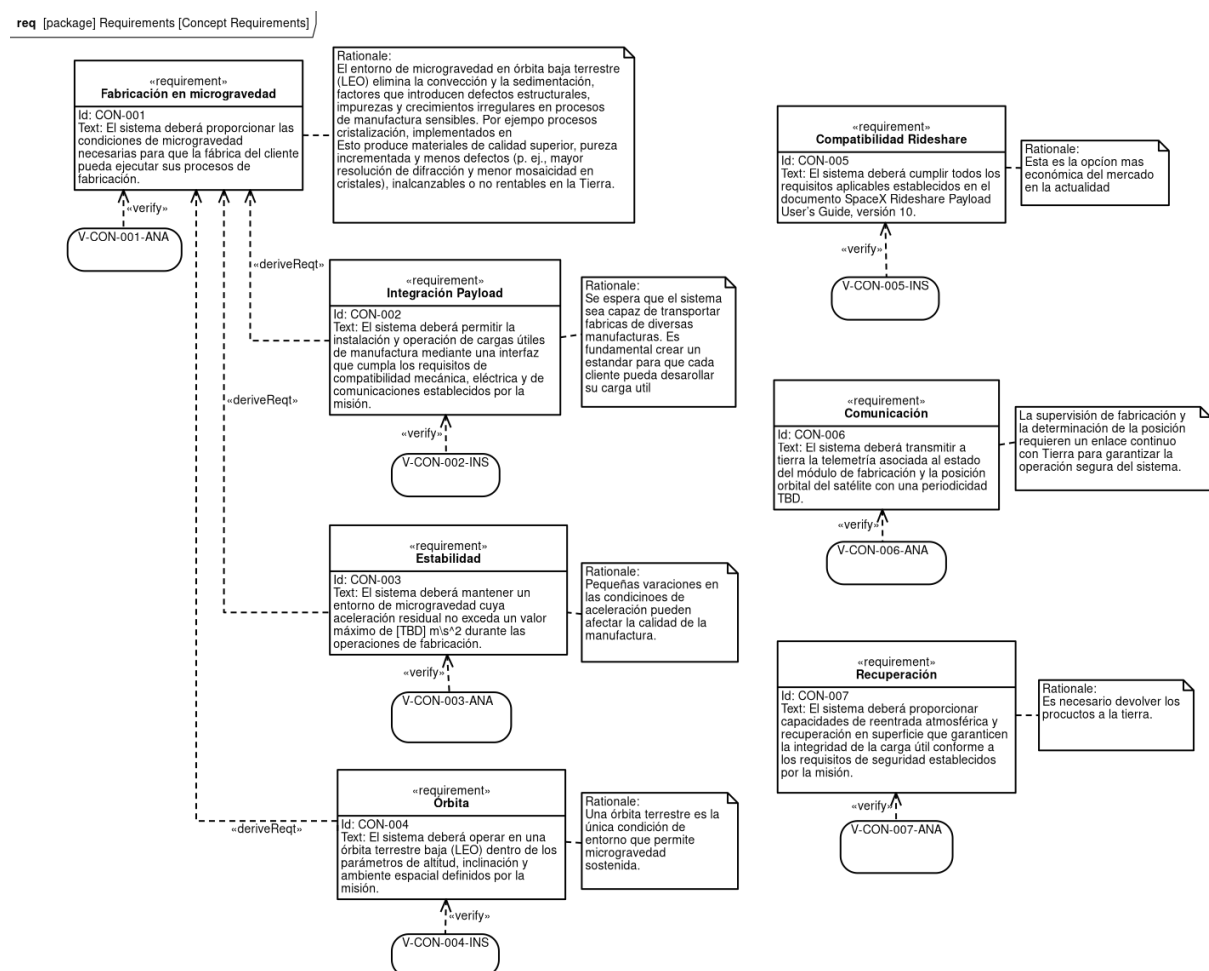 req [package] Requirements [Concept Requirements]
«requirement»
Fabricación en microgravedad
Id: CON-001
Text: El sistema deberá proporcionar las
condiciones de microgravedad
necesarias para que la fábrica del cliente
pueda ejecutar sus procesos de
fabricación.
Rationale:
El entorno de microgravedad en órbita baja terrestre
(LEO) elimina la convección y la sedimentación,
factores que introducen defectos estructurales,
impurezas y crecimientos irregulares en procesos
de manufactura sensibles. Por ejempo procesos
cristalización, implementados en
Esto produce materiales de calidad superior, pureza
incrementada y menos defectos (p. ej., mayor
resolución de difracción y menor mosaicidad en
cristales), inalcanzables o no rentables en la Tierra.
«verify»
V-CON-001-ANA
«deriveReqt»
«requirement»
Integración Payload
Id: CON-002
Text: El sistema deberá permitir la
instalación y operación de cargas útiles
de manufactura mediante una interfaz
que cumpla los requisitos de
compatibilidad mecánica, eléctrica y de
comunicaciones establecidos por la
misión.
Rationale:
Se espera que el sistema
sea capaz de transportar
fabricas de diversas
manufacturas. Es
fundamental crear un
estandar para que cada
cliente pueda desarollar
su carga util
«deriveReqt»
«verify»
V-CON-002-INS
«requirement»
Estabilidad
Id: CON-003
Text: El sistema deberá mantener un
entorno de microgravedad cuya
aceleración residual no exceda un valor
máximo de [TBD] m\s^2 durante las
operaciones de fabricación.
Rationale:
Pequeñas varaciones en
las condicinoes de
aceleración pueden
afectar la calidad de la
manufactura.
«verify»
V-CON-003-ANA
«requirement»
Órbita
Id: CON-004
Text: El sistema deberá operar en una
órbita terrestre baja (LEO) dentro de los
parámetros de altitud, inclinación y
ambiente espacial definidos por la
misión.
Rationale:
Una órbita terrestre es la
única condición de
entorno que permite
microgravedad
sostenida.
«deriveReqt»
«verify»
V-CON-004-INS
«requirement»
Compatibilidad Rideshare
Id: CON-005
Text: El sistema deberá cumplir todos los
requisitos aplicables establecidos en el
documento SpaceX Rideshare Payload
User's Guide, versión 10.
Rationale:
Esta es la opcíon mas
económica del mercado
en la actualidad
«verify»
V-CON-005-INS
«requirement»
Comunicación
Id: CON-006
Text: El sistema deberá transmitir a
tierra la telemetría asociada al estado
del módulo de fabricación y la posición
orbital del satélite con una periodicidad
TBD.
La supervisión de fabricación y
la determinación de la posición
requieren un enlace continuo
con Tierra para garantizar la
operación segura del sistema.
«verify»
V-CON-006-ANA
«requirement»
Recuperación
Id: CON-007
Text: El sistema deberá proporcionar
capacidades de reentrada atmosférica y
recuperación en superficie que garanticen
la integridad de la carga útil conforme a
los requisitos de seguridad establecidos
por la misión.
Rationale:
Es necesario devolver los
procuctos a la tierra.
«verify»
V-CON-007-ANA